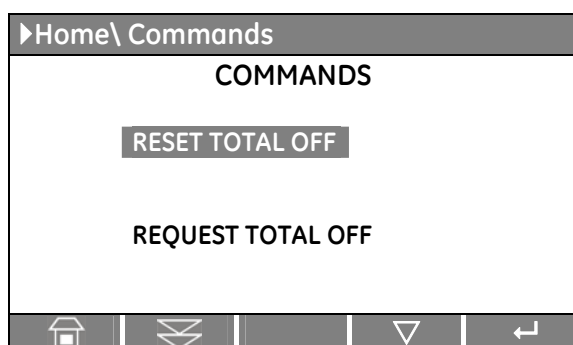 Home\ Commands
COMMANDS
RESET TOTAL OFF
REQUEST TOTAL OFF